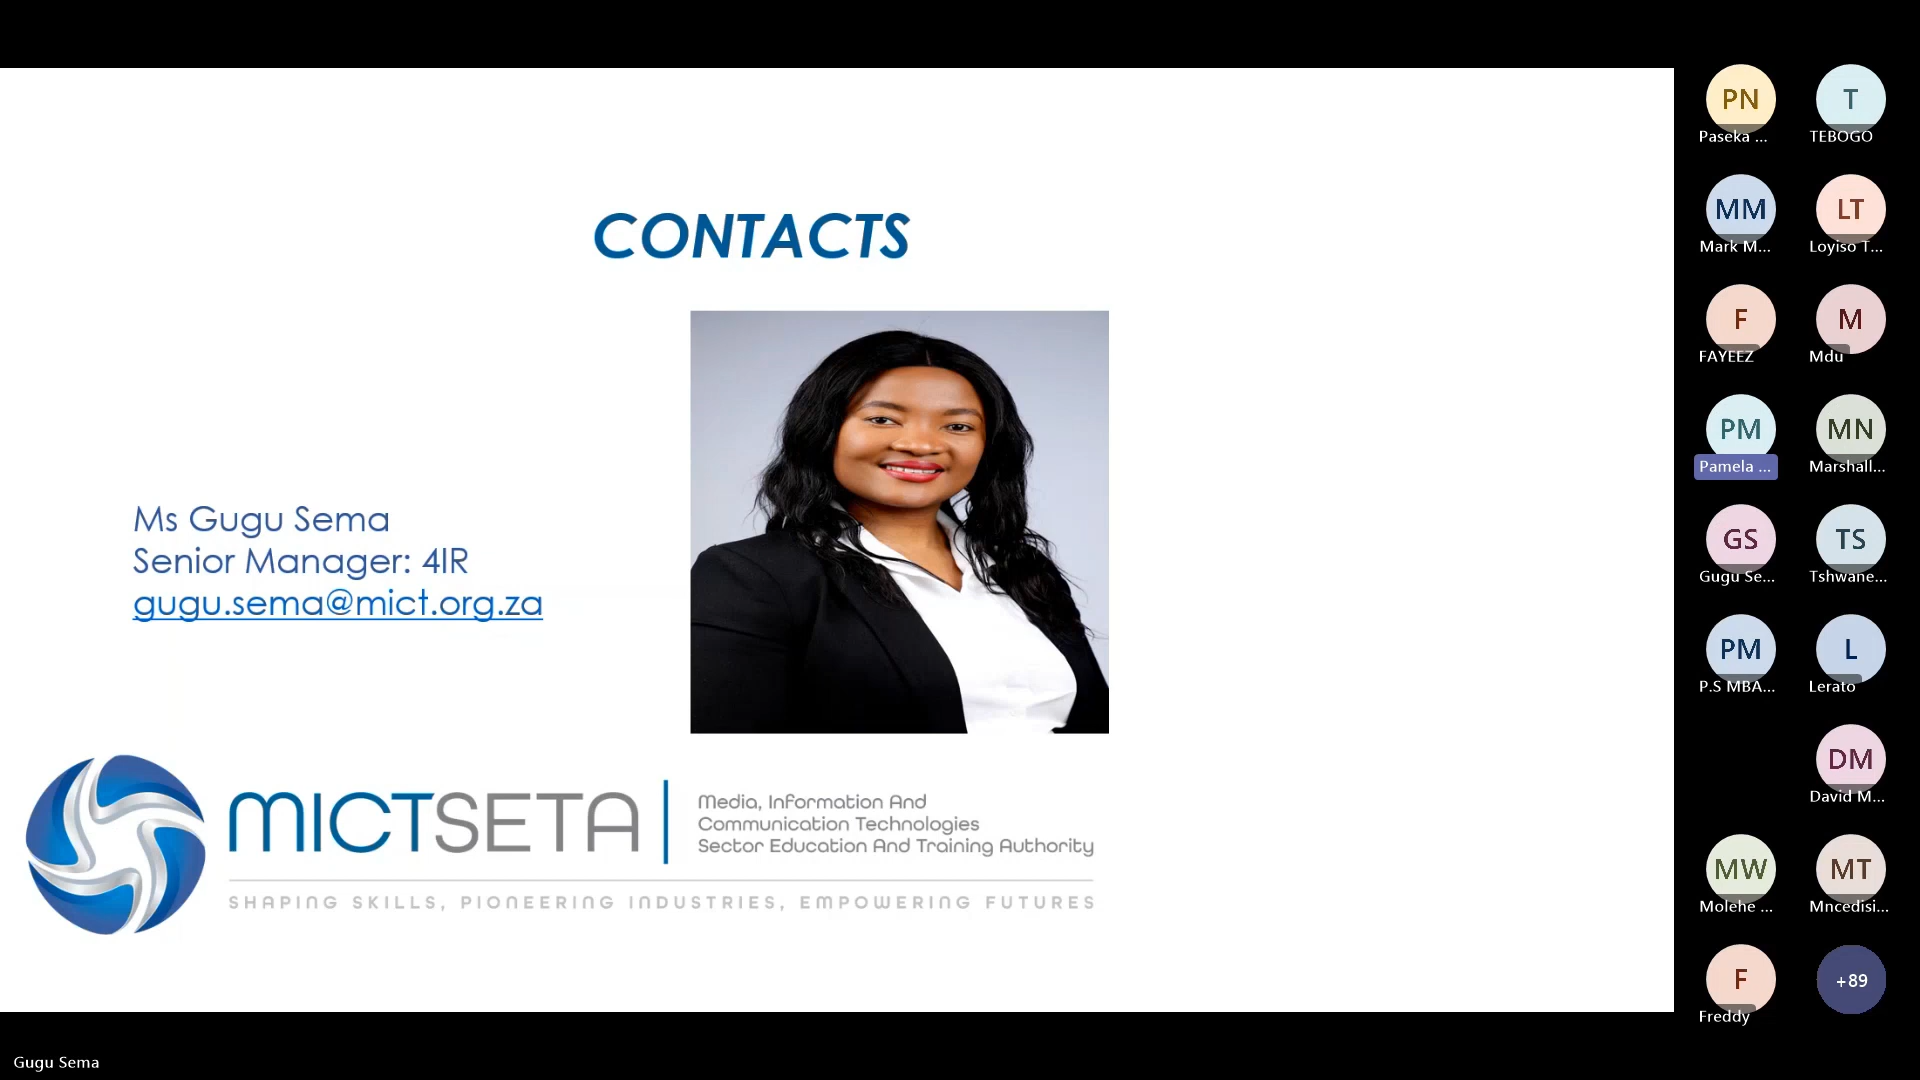 CONTACTS
Ms Gugu Sema
Senior Manager: 4IR
gugu.sema@mict.org.za
MICTSETA
Media, Information And
Communication Technologies
Sector Education And Training Authority
SHAPING SKILLS, PIONEERING INDUSTRIES, EMPOWERING FUTURES
PN
Paseka ...
T
TEBOGO
MM
Mark M...
LT
Loyiso T...
F
FAYEEZ
M
Mdu
PM
Pamela ...
MN
Marshall...
GS
Gugu Se...
TS
Tshwane...
PM
P.S MBA...
L
Lerato
DM
David M...
MW
Molehe ...
MT
Mncedisi...
F
Freddy
+89
Gugu Sema